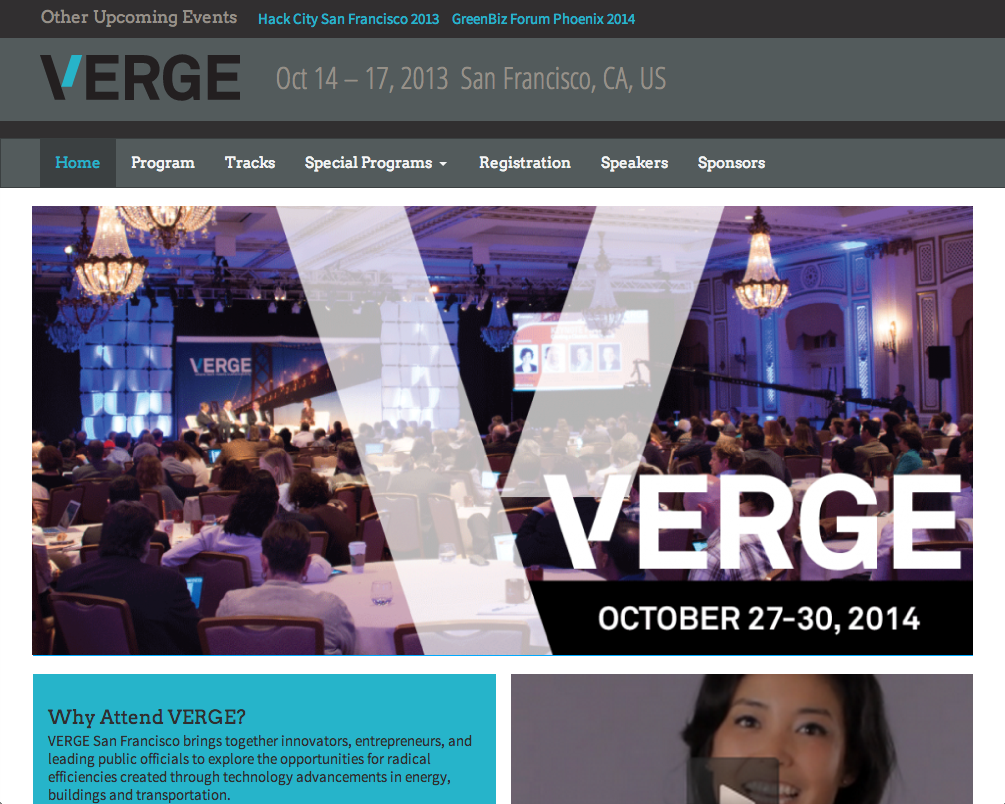 Other Upcoming Events Hack City San Francisco 2013 GreenBiz Forum Phoenix 2014
VERGE Oct 14 – 17, 2013 San Francisco, CA, US
Home Program Tracks Special Programs Registration Speakers Sponsors
VERGE
VERGE
OCTOBER 27-30, 2014
Why Attend VERGE?
VERGE San Francisco brings together innovators, entrepreneurs, and
leading public officials to explore the opportunities for radical
efficiencies created through technology advancements in energy,
buildings and transportation.